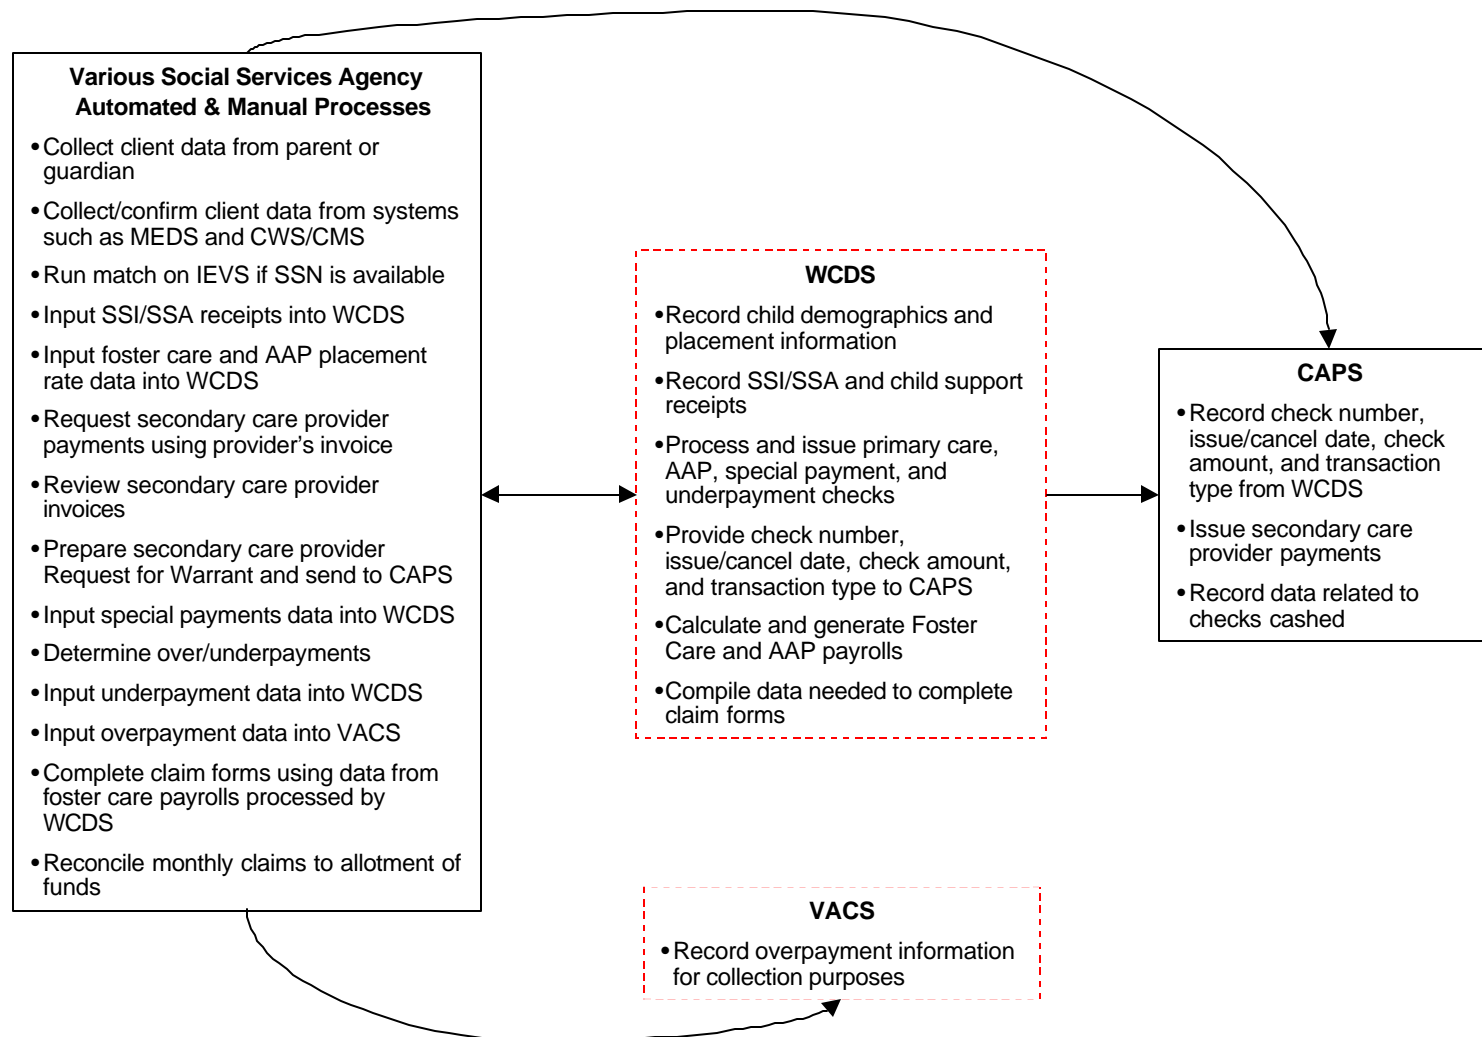 Various Social Services Agency
Automated & Manual Processes
•Collect client data from parent or
guardian
•Collect/confirm client data from systems
such as MEDS and CWS/CMS
•Run match on IEVS if SSN is available
•Input SSI/SSA receipts into WCDS
•Input foster care and AAP placement
rate data into WCDS
•Request secondary care provider
payments using provider’s invoice
•Review secondary care provider
invoices
•Prepare secondary care provider
Request for Warrant and send to CAPS
•Input special payments data into WCDS
•Determine over/underpayments
•Input underpayment data into WCDS
•Input overpayment data into VACS
•Complete claim forms using data from
foster care payrolls processed by
WCDS
•Reconcile monthly claims to allotment of
funds
WCDS
•Record child demographics and
placement information
•Record SSI/SSA and child support
receipts
•Process and issue primary care,
AAP, special payment, and
underpayment checks
•Provide check number,
issue/cancel date, check amount,
and transaction type to CAPS
•Calculate and generate Foster
Care and AAP payrolls
•Compile data needed to complete
claim forms
CAPS
•Record check number,
issue/cancel date, check
amount, and transaction
type from WCDS
•Issue secondary care
provider payments
•Record data related to
checks cashed
VACS
•Record overpayment information
for collection purposes